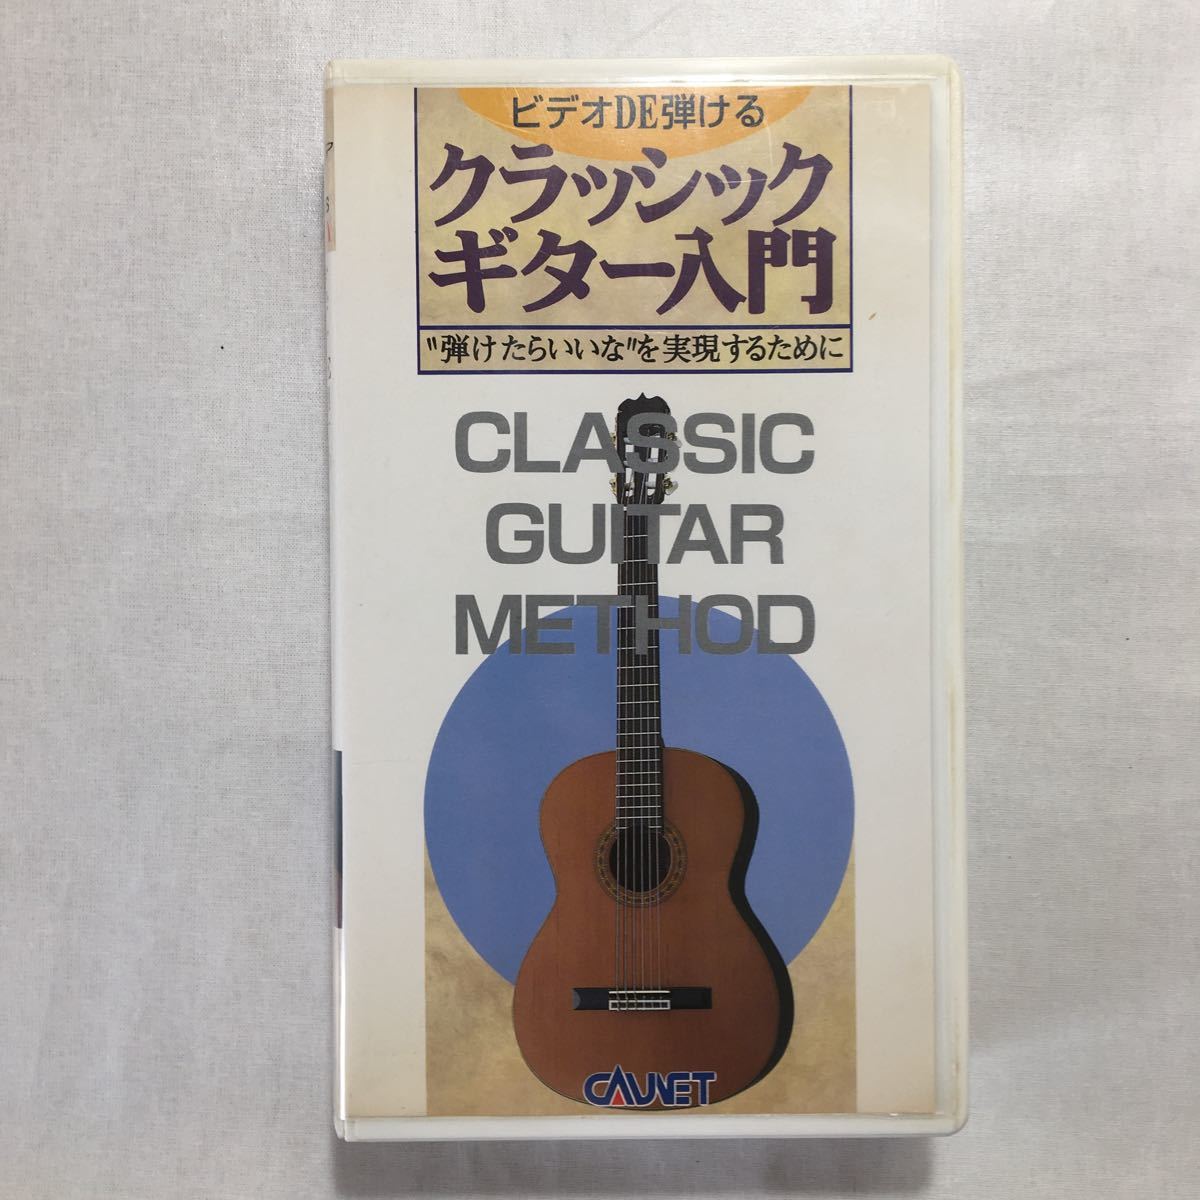 ビデオDE弾ける
クラッシック
ギター入門
"弾けたらいいな"を実現するために
CLASSIC
GUITAR
METHOD
CAUNET